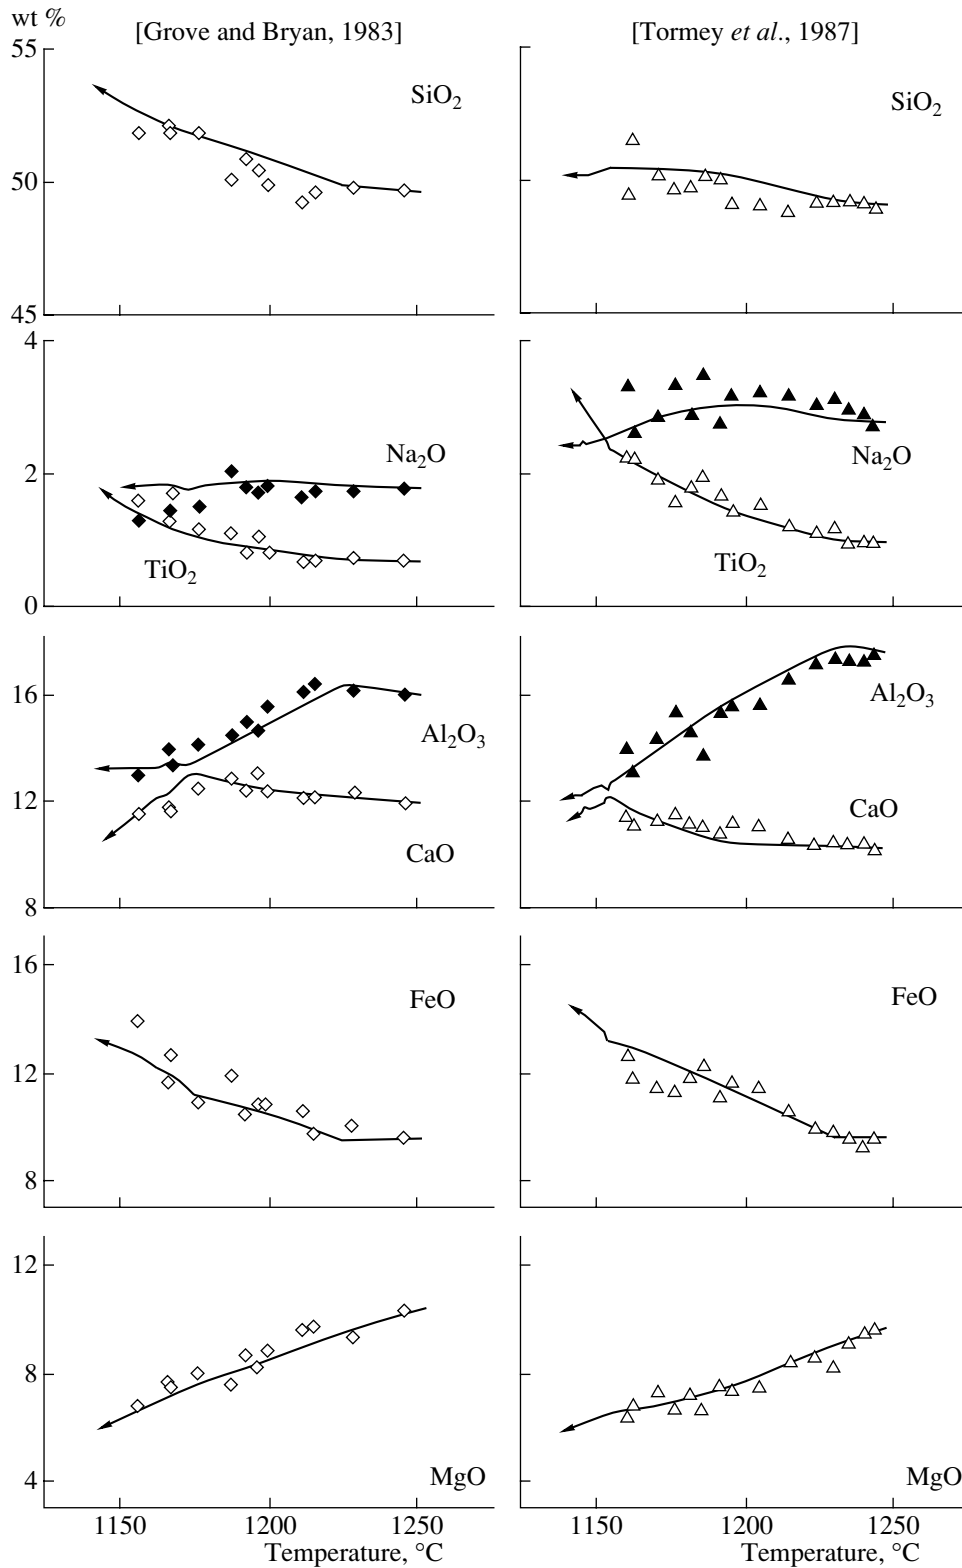 wt %
[Grove and Bryan, 1983]
[Tormey et al., 1987]
55
SiO₂
SiO₂
50
45
4
Na₂O
Na₂O
2
TiO₂
TiO₂
0
16
Al₂O₃
Al₂O₃
12
CaO
CaO
8
16
FeO
FeO
12
8
12
8
4
MgO
MgO
1150 1200 1250
1150 1200 1250
Temperature, °C
Temperature, °C